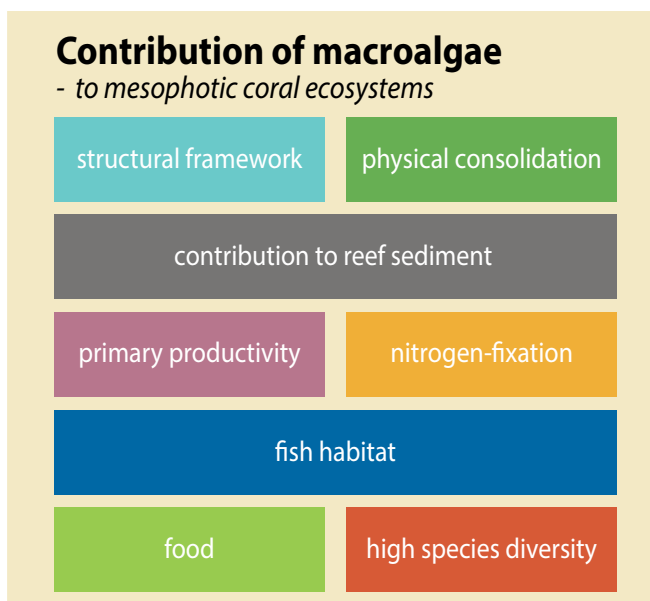 Contribution of macroalgae
- to mesophotic coral ecosystems
structural framework
physical consolidation
contribution to reef sediment
primary productivity
nitrogen-fixation
fish habitat
food
high species diversity